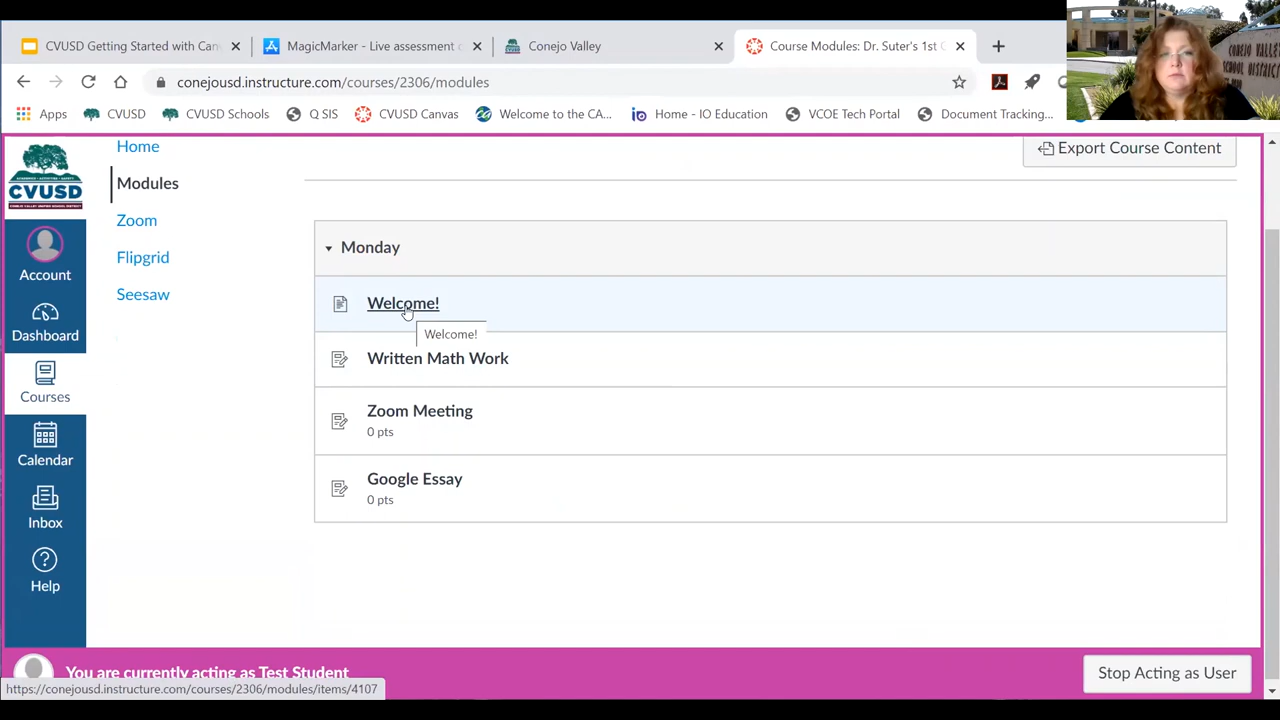 CVUSD Getting Started with Can
MagicMarker - Live assessment
Conejo Valley
Course Modules: Dr. Suter's 1st
conejousd.instructure.com/courses/2306/modules
Apps
CVUSD
CVUSD Schools
Q SIS
CVUSD Canvas
Welcome to the CA...
Home - IO Education
VCOE Tech Portal
Document Tracking...
CONEJO VALLEY
SCHOOL DISTRICT
CVUSD
Home
Modules
Zoom
Flipgrid
Seesaw
Export Course Content
Account
Dashboard
Courses
Calendar
Inbox
Help
Monday
Welcome!
Welcome!
Written Math Work
Zoom Meeting
0 pts
Google Essay
0 pts
You are currently acting as Test Student
Stop Acting as User
https://conejousd.instructure.com/courses/2306/modules/items/4107